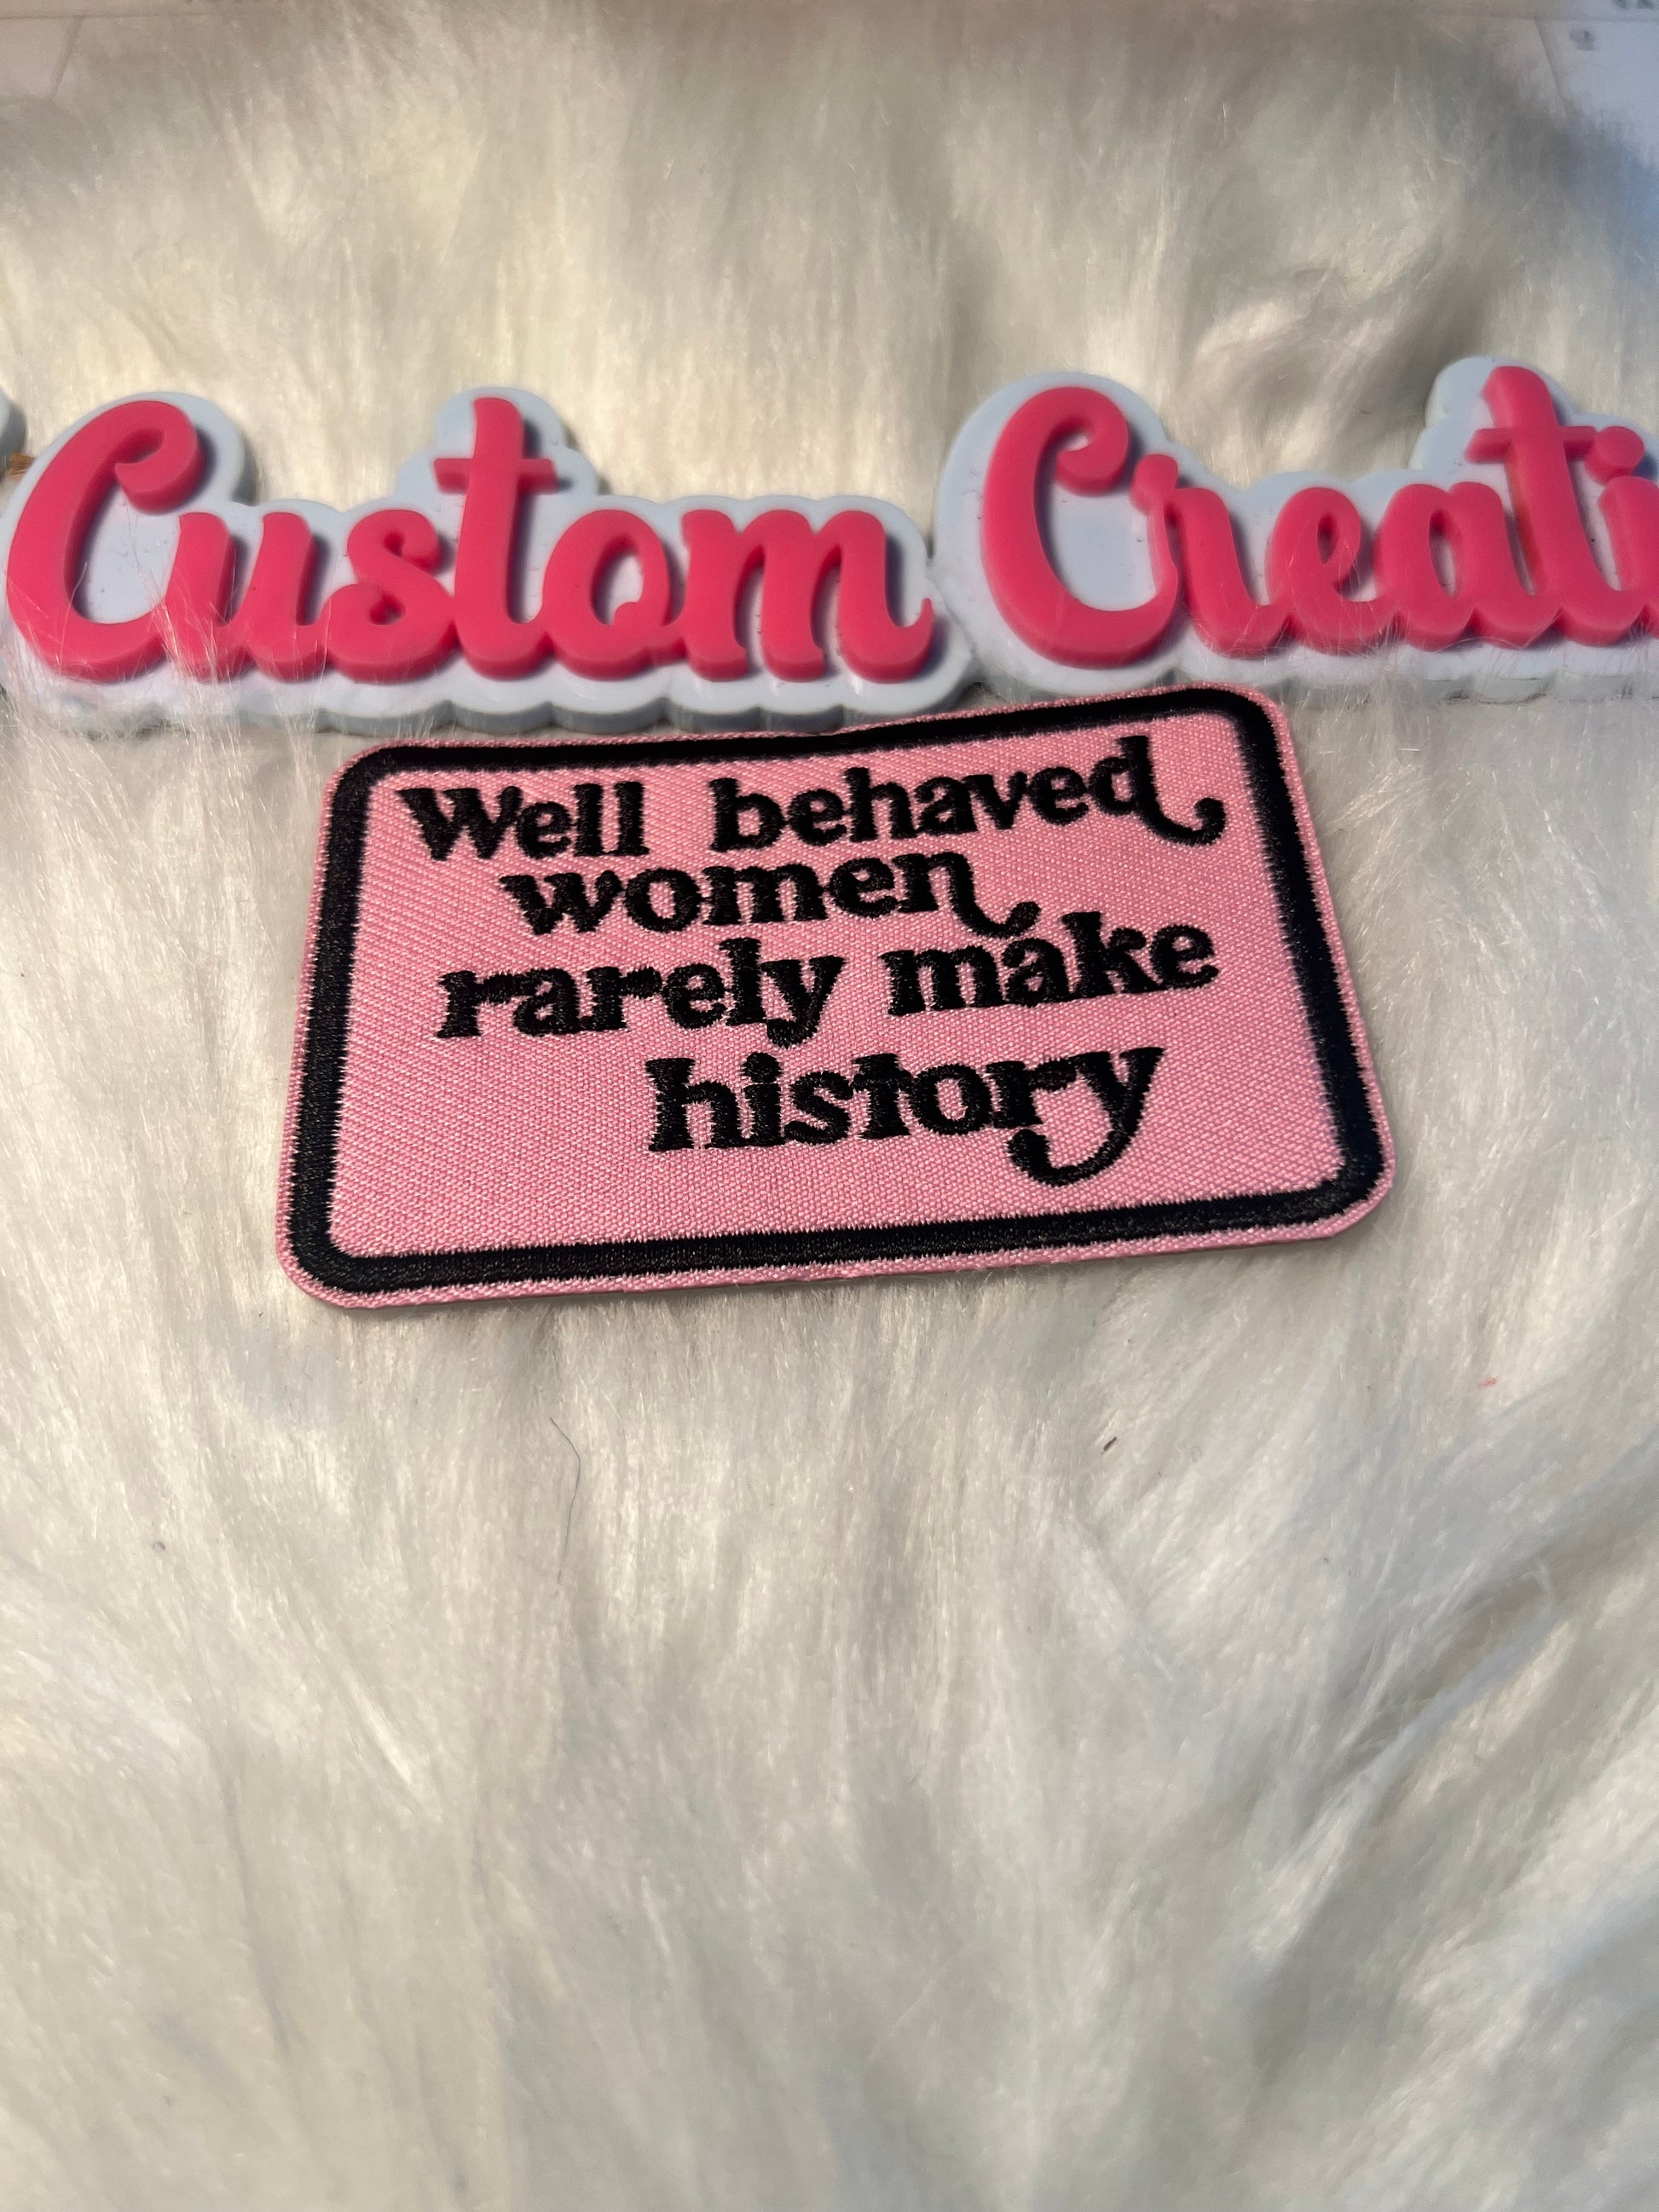 Custom Creati
Well behaved
women
rarely make
history